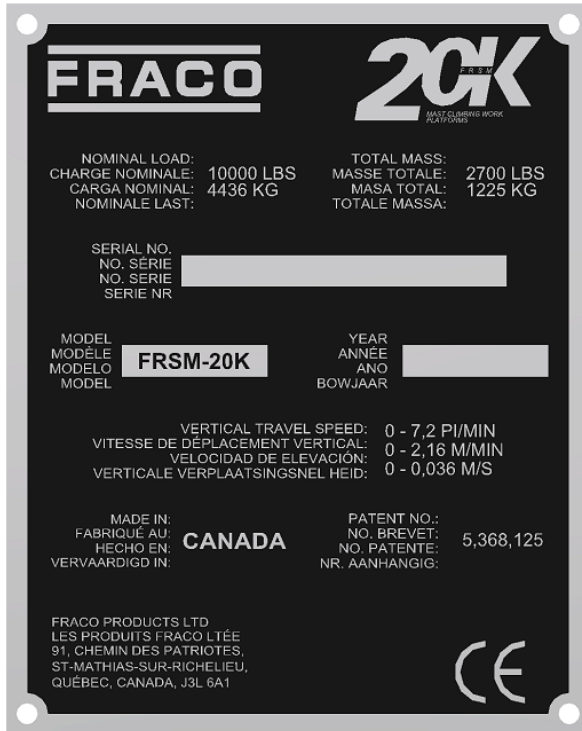 FRACO
20K
FRSM
MAST CLIMBING WORK
PLATFORMS
NOMINAL LOAD:
CHARGE NOMINALE:
CARGA NOMINAL:
NOMINALE LAST:
10000 LBS
4436 KG
TOTAL MASS:
MASSE TOTALE:
MASA TOTAL:
TOTALE MASSA:
2700 LBS
1225 KG
SERIAL NO.
NO. SÉRIE
NO. SERIE
SERIE NR
MODEL
MODÈLE
MODELO
MODEL
FRSM-20K
YEAR
ANNÉE
ANO
BOWJAAR
VERTICAL TRAVEL SPEED:
VITESSE DE DÉPLACEMENT VERTICAL:
VELOCIDAD DE ELEVACIÓN:
VERTICALE VERPLAATSINGSNEL HEID:
0 - 7,2 PI/MIN
0 - 2,16 M/MIN
0 - 0,036 M/S
MADE IN:
FABRIQUÉ AU:
HECHO EN:
VERVAARDIGD IN:
CANADA
PATENT NO.:
NO. BREVET:
NO. PATENTE:
NR. AANHANGIG:
5,368,125
FRACO PRODUCTS LTD
LES PRODUITS FRACO LTÉE
91, CHEMIN DES PATRIOTES,
ST-MATHIAS-SUR-RICHELIEU,
QUÉBEC, CANADA, J3L 6A1
CE